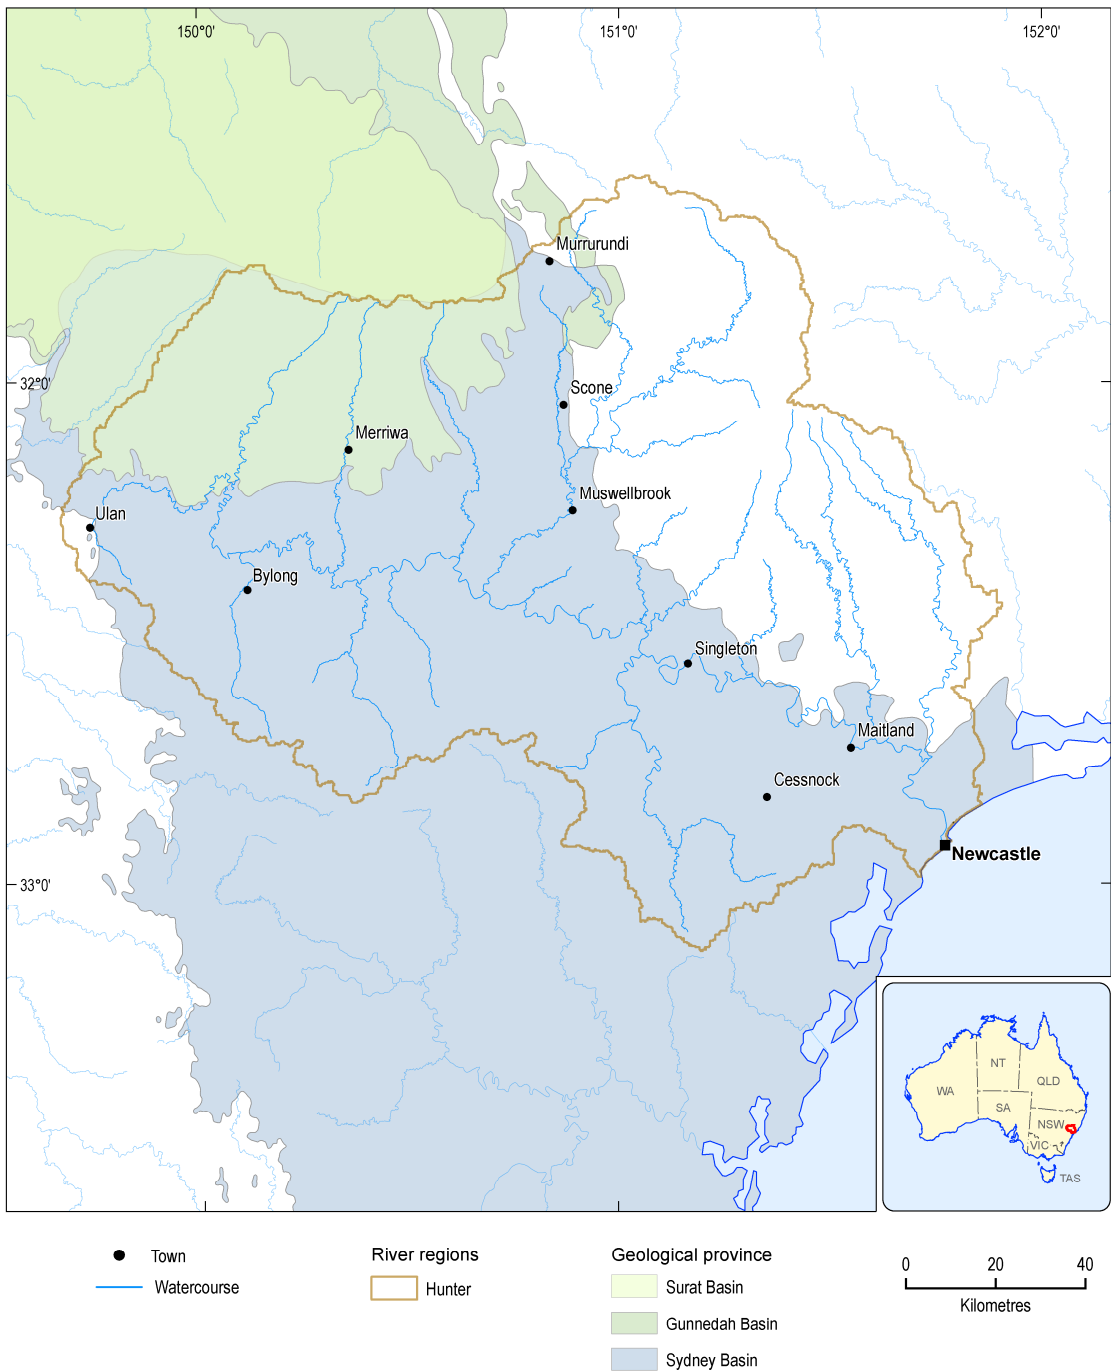 150°0'
151°0'
152°0'
Murrurundi
32°0'
Scone
Merriwa
Muswellbrook
Ulan
Bylong
Singleton
Maitland
Cessnock
Newcastle
33°0'
NT
QLD
WA
SA
NSW
VIC
TAS
Town
Watercourse
River regions
Hunter
Geological province
Surat Basin
Gunnedah Basin
Sydney Basin
0 20 40
Kilometres